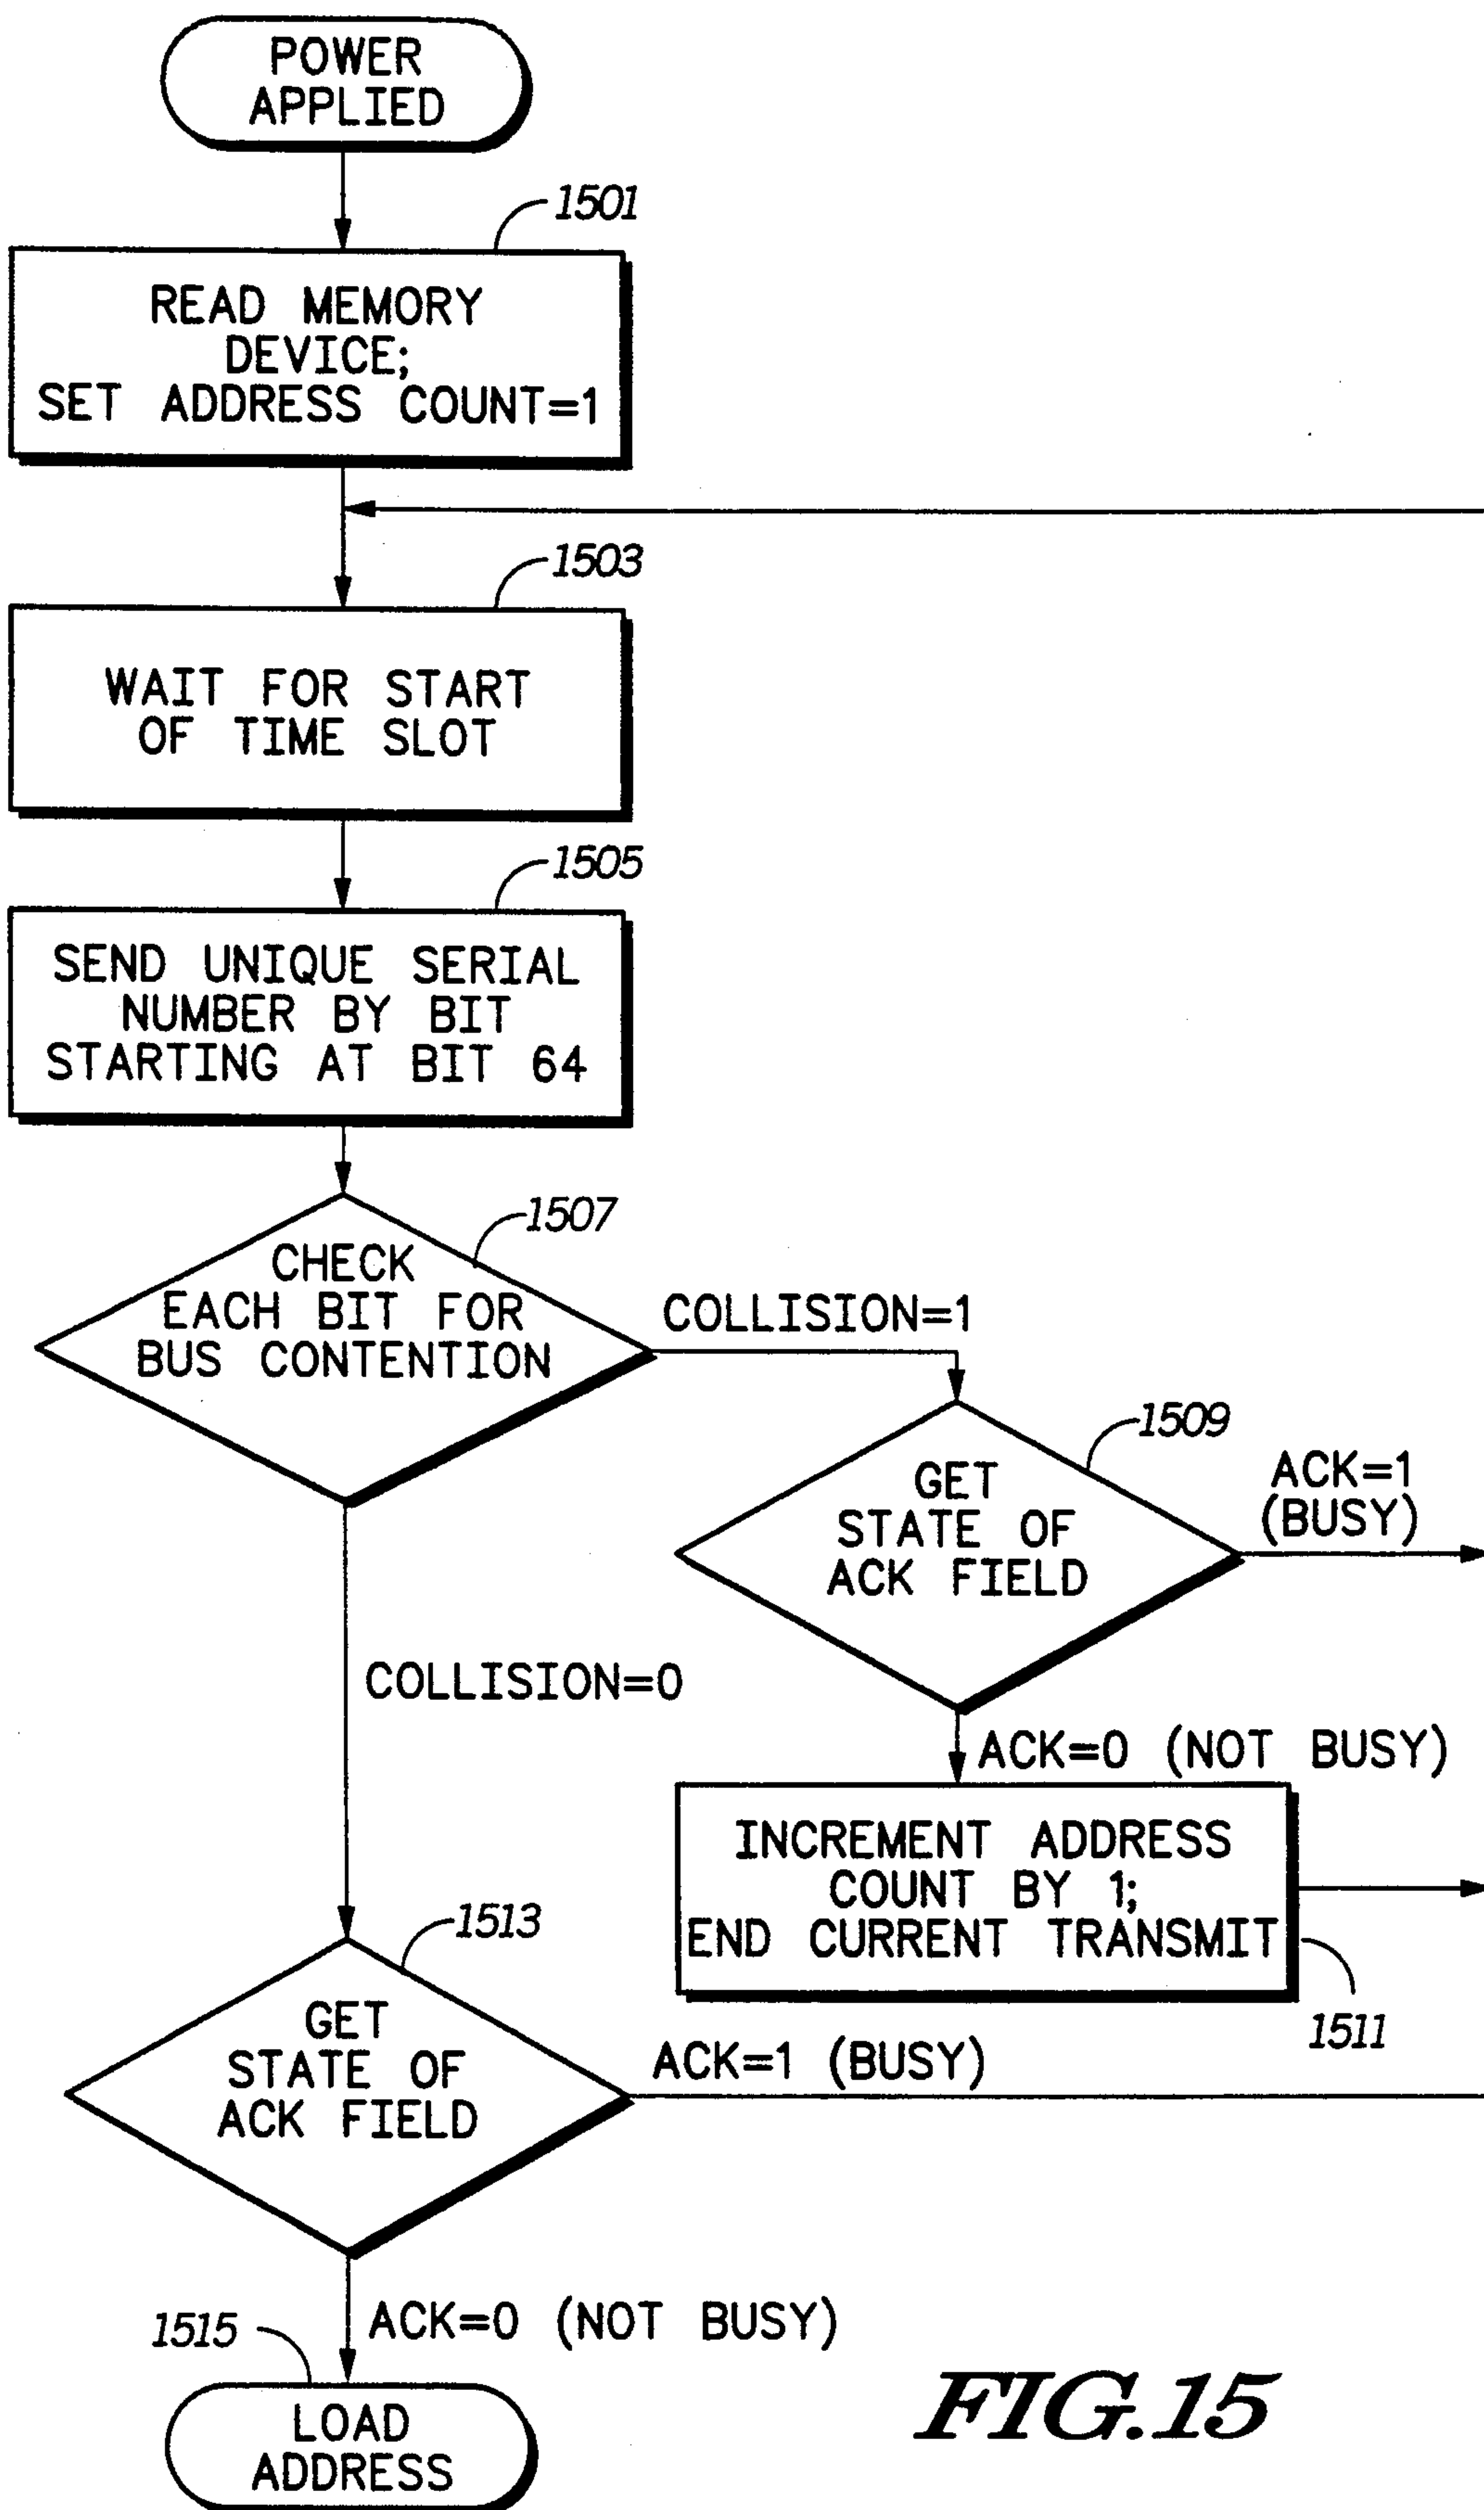 POWER
APPLIED
1501
READ MEMORY
DEVICE;
SET ADDRESS COUNT=1
1503
WAIT FOR START
OF TIME SLOT
1505
SEND UNIQUE SERIAL
NUMBER BY BIT
STARTING AT BIT 64
1507
CHECK
EACH BIT FOR
BUS CONTENTION
COLLISION=1
1509
GET
STATE OF
ACK FIELD
ACK=1
(BUSY)
COLLISION=0
ACK=0 (NOT BUSY)
INCREMENT ADDRESS
COUNT BY 1;
END CURRENT TRANSMIT
1511
1513
GET
STATE OF
ACK FIELD
ACK=1 (BUSY)
ACK=0 (NOT BUSY)
1515
LOAD
ADDRESS
FIG.15